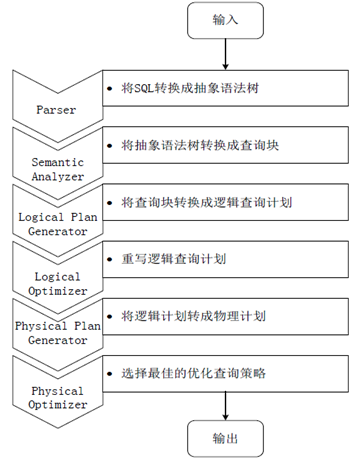 输入
Parser
• 将SQL转换成抽象语法树
Semantic
Analyzer
• 将抽象语法树转换成查询块
Logical Plan
Generator
• 将查询块转换成逻辑查询计划
Logical
Optimizer
• 重写逻辑查询计划
Physical Plan
Generator
• 将逻辑计划转成物理计划
Physical
Optimizer
• 选择最佳的优化查询策略
输出